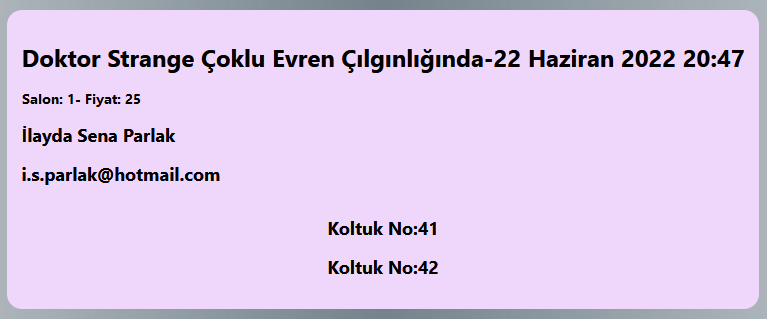 Doktor Strange Çoklu Evren Çılgınlığında-22 Haziran 2022 20:47
Salon: 1- Fiyat: 25
İlayda Sena Parlak
i.s.parlak@hotmail.com
Koltuk No:41
Koltuk No:42